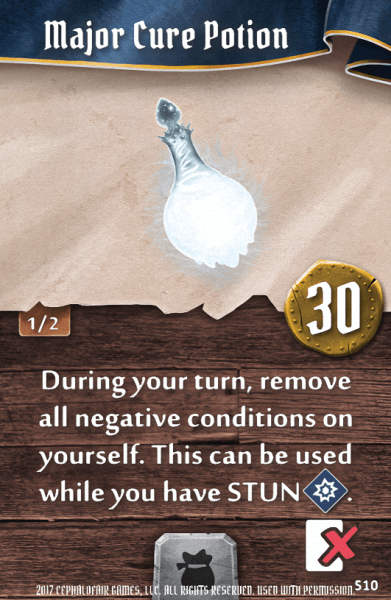 Major Cure Potion
30
1/2
During your turn, remove
all negative conditions on
yourself. This can be used
while you have STUN.
2017 CEPHALOFAIR GAMES, LLC. ALL RIGHTS RESERVED. USED WITH PERMISSION. 510